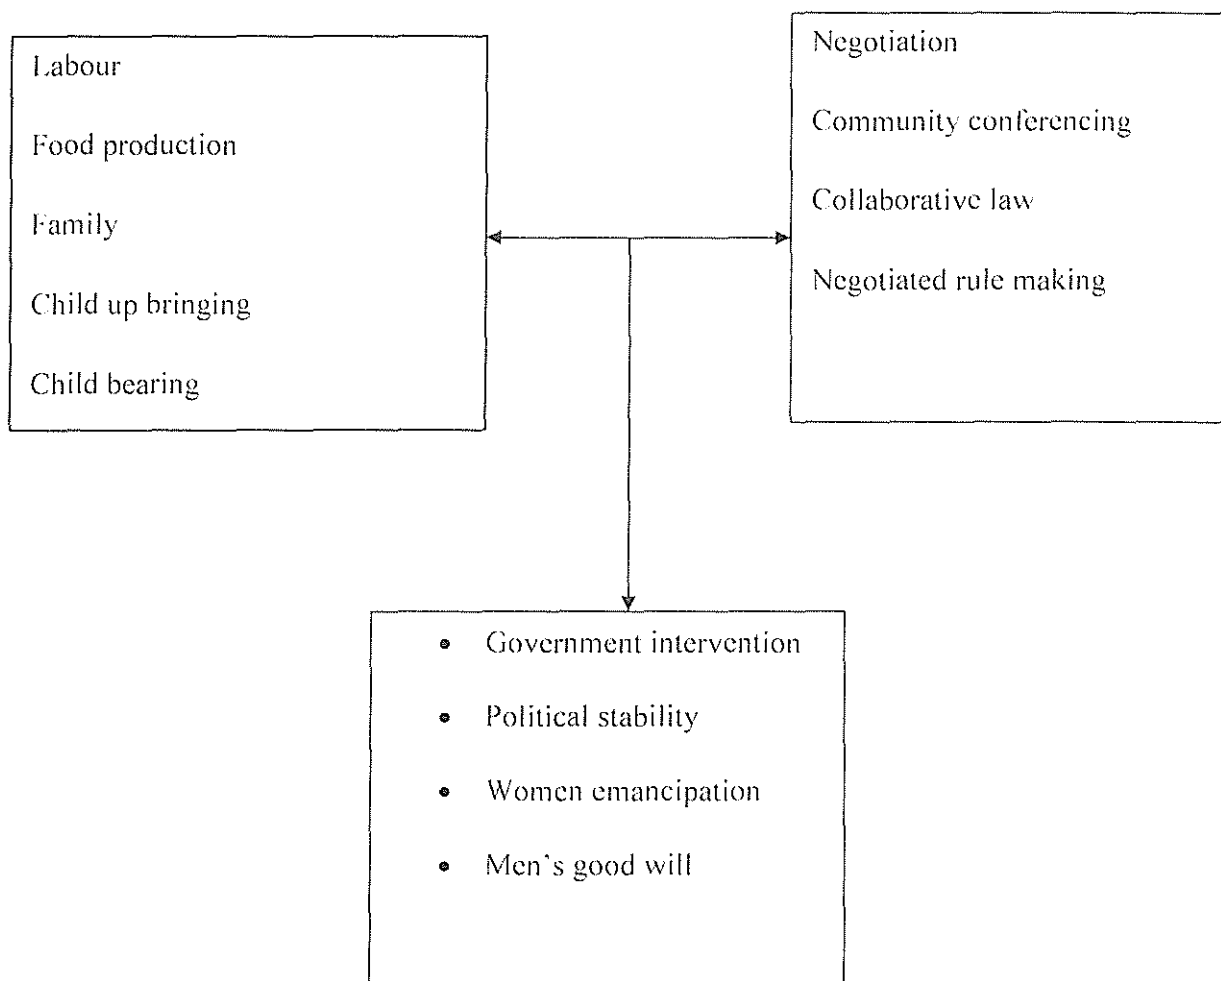 Labour
Food production
Family
Child up bringing
Child bearing
Negotiation
Community conferencing
Collaborative law
Negotiated rule making
• Government intervention
• Political stability
• Women emancipation
• Men's good will